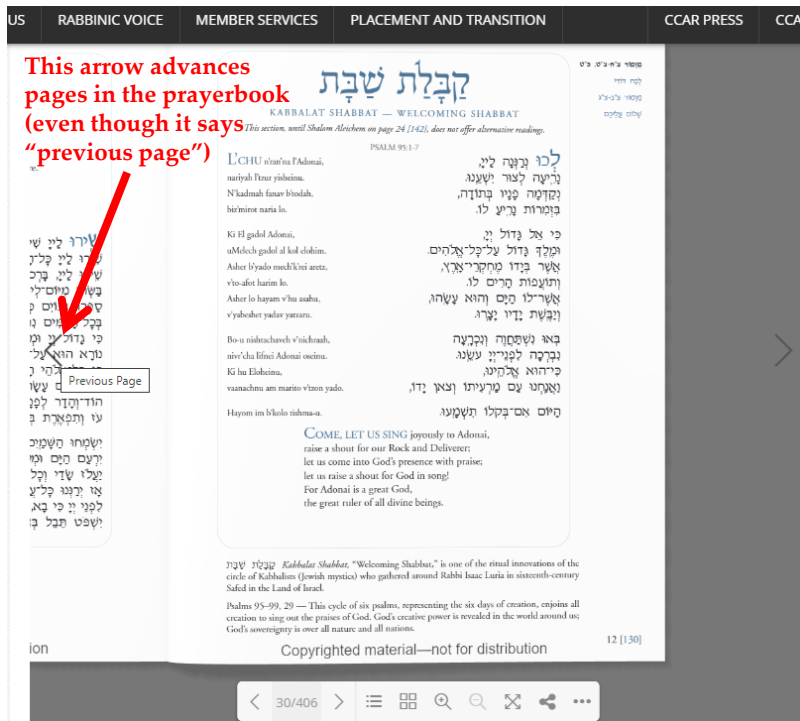 US
RABBINIC VOICE
MEMBER SERVICES
PLACEMENT AND TRANSITION
CCAR PRESS
CCA
This arrow advances
pages in the prayerbook
(even though it says
“previous page”)
קַבָּלַת שַׁבָּת
KABBALAT SHABBAT — WELCOMING SHABBAT
This section, until Shalom Aleichem on page 24 [142], does not offer alternative readings.
PSALM 95:1-7
L’CHU n’ran’na l’Adonai,
nariyah l’tzur yisheinu.
N’kadmah fanav b’todah,
biz’mirot naria lo.
Ki El gadol Adonai,
uMelech gadol al kol elohim.
Asher b’yado mechk’rei aretz,
v’to-afot harim lo.
Asher lo hayam v’hu asahu,
v’yabeshet yadav yatzaru.
Bo-u nishtachaveh v’nichraah,
nivr’cha lifnei Adonai oseinu.
Ki hu Eloheinu,
vaanachnu am marito v’tzon yado.
Hayom im b’kolo tishma-u.
לְכוּ נְרַנְּנָה לַייָ,
נָרִיעָה לְצוּר יִשְׁעֵנוּ.
נְקַדְּמָה פָנָיו בְּתוֹדָה,
בִּזְמִרוֹת נָרִיעַ לוֹ.
כִּי אֵל גָּדוֹל יְיָ,
וּמֶלֶךְ גָּדוֹל עַל־כָּל־אֱלֹהִים.
אֲשֶׁר בְּיָדוֹ מֶחְקְרֵי־אָרֶץ,
וְתוֹעֲפוֹת הָרִים לוֹ.
אֲשֶׁר־לוֹ הַיָּם וְהוּא עָשָׂהוּ,
וְיַבֶּשֶׁת יָדָיו יָצָרוּ.
בֹּאוּ נִשְׁתַּחֲוֶה וְנִכְרָעָה
נִבְרְכָה לִפְנֵי־יְיָ עֹשֵׂנוּ.
כִּי־הוּא אֱלֹהֵינוּ,
וַאֲנַחְנוּ עַם מַרְעִיתוֹ וְצֹאן יָדוֹ,
הַיּוֹם אִם־בְּקֹלוֹ תִשְׁמָעוּ.
COME, LET US SING joyously to Adonai,
raise a shout for our Rock and Deliverer;
let us come into God’s presence with praise;
let us raise a shout for God in song!
For Adonai is a great God,
the great ruler of all divine beings.
קַבָּלַת שַׁבָּת Kabbalat Shabbat, “Welcoming Shabbat,” is one of the ritual innovations of the
circle of Kabbalists (Jewish mystics) who gathered around Rabbi Isaac Luria in sixteenth-century
Safed in the Land of Israel.
Psalms 95–99, 29 — This cycle of six psalms, representing the six days of creation, enjoins all
creation to sing out the praises of God. God’s creative power is revealed in the world around us;
God’s sovereignty is over all nature and all nations.
12 [130]
Copyrighted material—not for distribution
ion
Previous Page
30/406